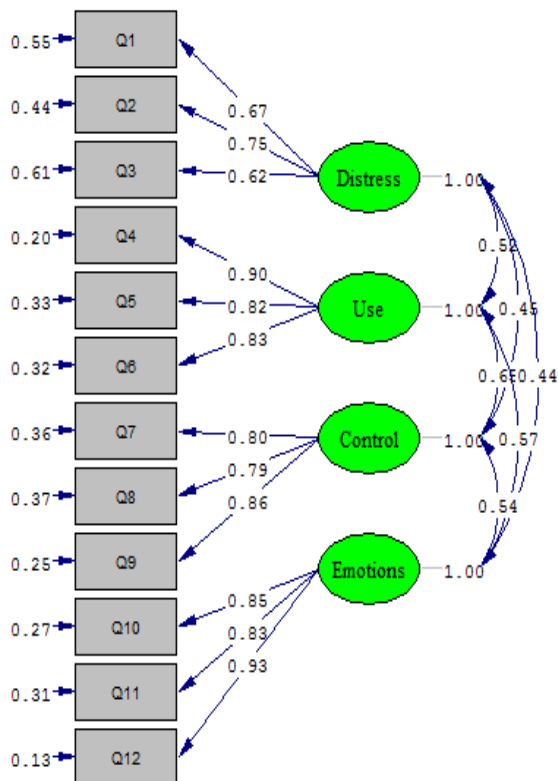 0.55 Q1
0.67
0.44 Q2
0.75
0.61 Q3
0.62
Distress 1.00
0.20 Q4
0.52
0.90
0.33 Q5
0.82
Use 1.00
0.45
0.83
0.32 Q6
0.44
0.36 Q7
0.80
Control 1.00
0.57
0.37 Q8
0.79
0.86
0.54
0.25 Q9
Emotions 1.00
0.85
0.27 Q10
0.83
0.93
0.31 Q11
0.13 Q12